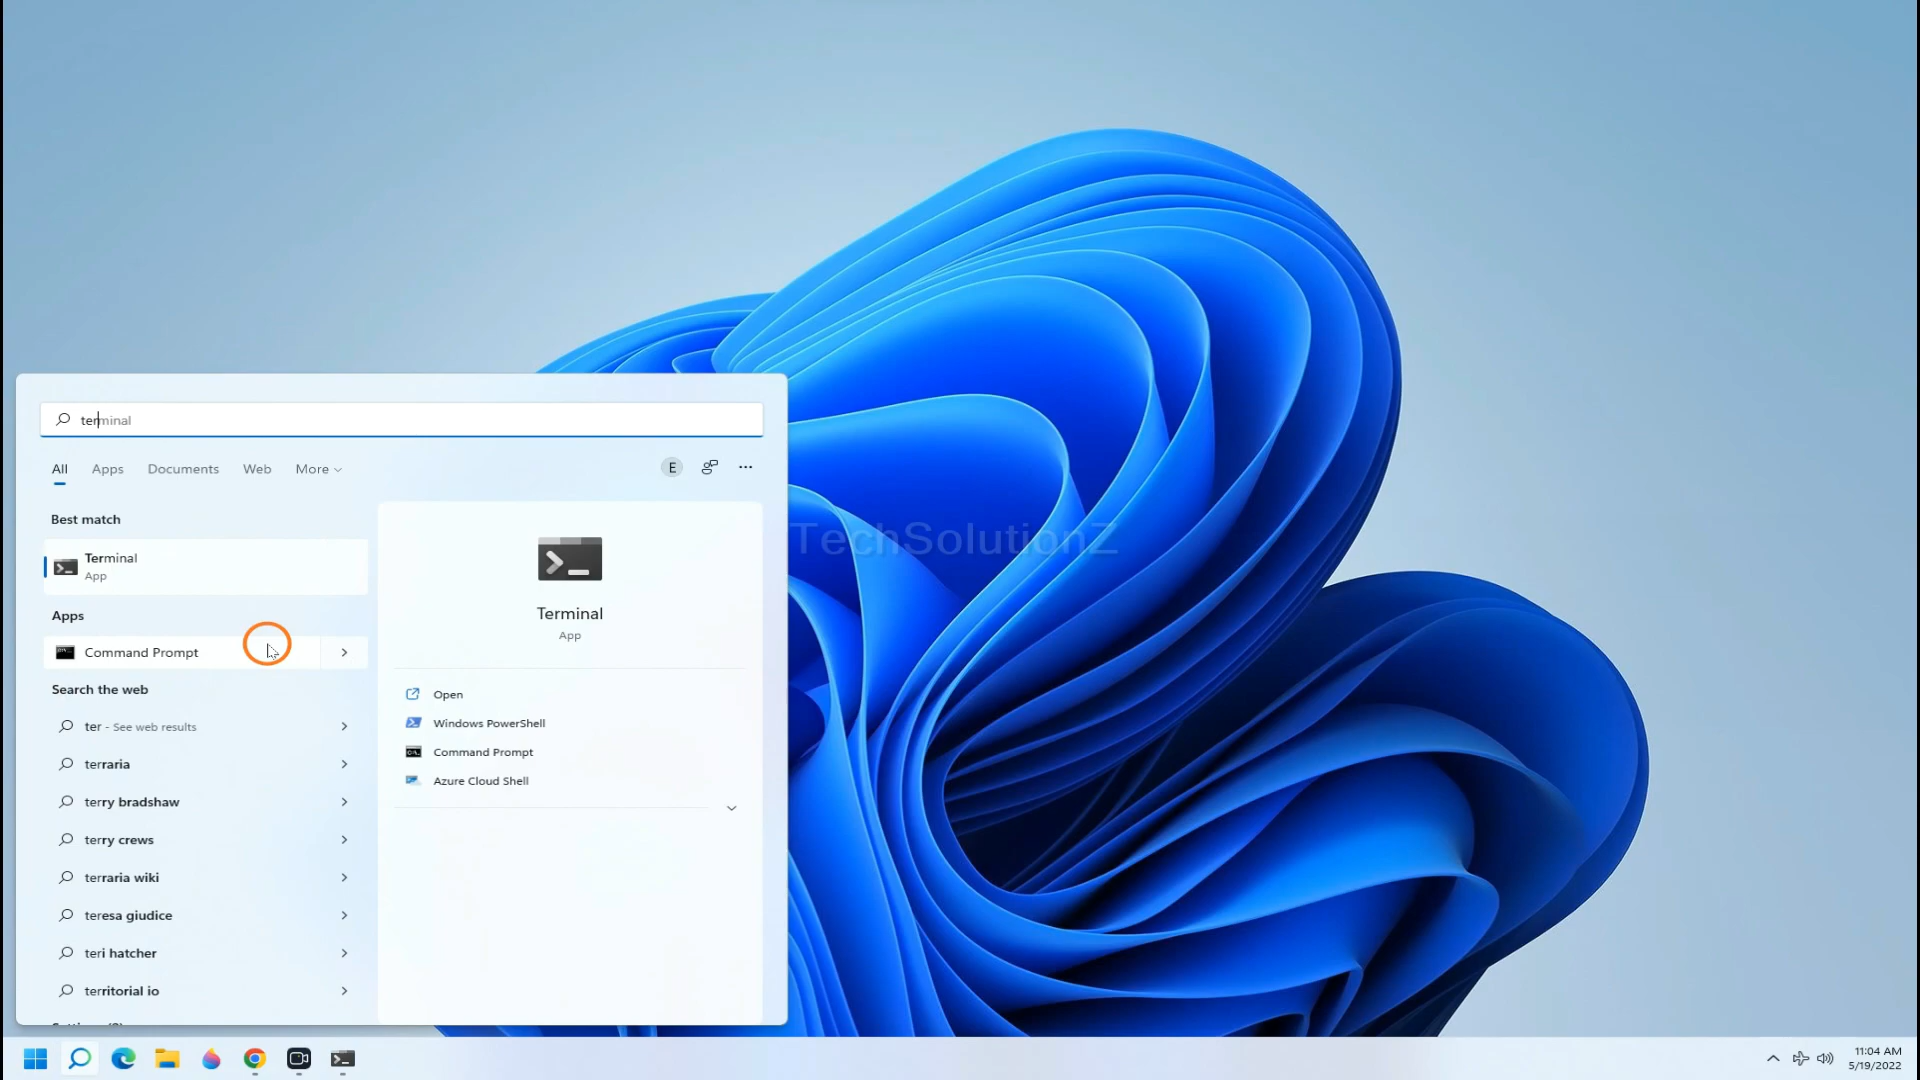 terminal
All Apps Documents Web More
E
Best match
Terminal
App
Apps
Command Prompt
Search the web
ter - See web results
terraria
terry bradshaw
terry crews
terraria wiki
teresa giudice
teri hatcher
territorial io
Terminal
App
Open
Windows PowerShell
Command Prompt
Azure Cloud Shell
TechSolutionZ
11:04 AM
5/19/2022